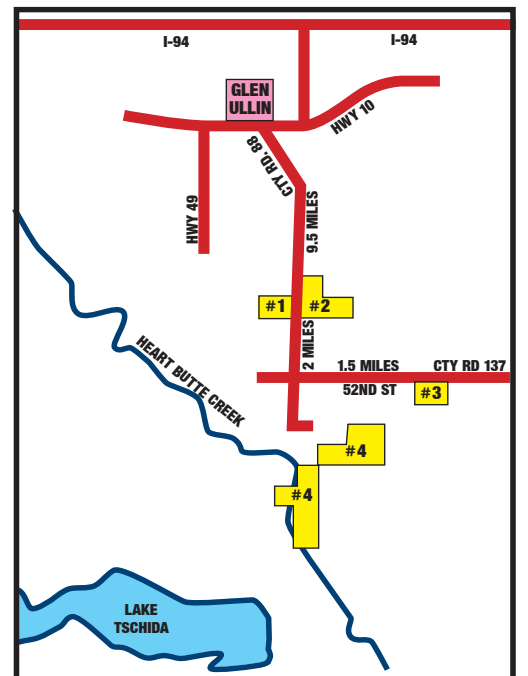 I-94
I-94
GLEN
ULLIN
HWY 10
CTY RD. 88
HWY 49
9.5 MILES
#1
#2
2 MILES
HEART BUTTE CREEK
1.5 MILES
CTY RD 137
52ND ST
#3
#4
#4
LAKE
TSCHIDA